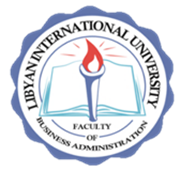 LIBYAN INTERNATIONAL UNIVERSITY
FACULTY
OF
BUSINESS ADMINISTRATION